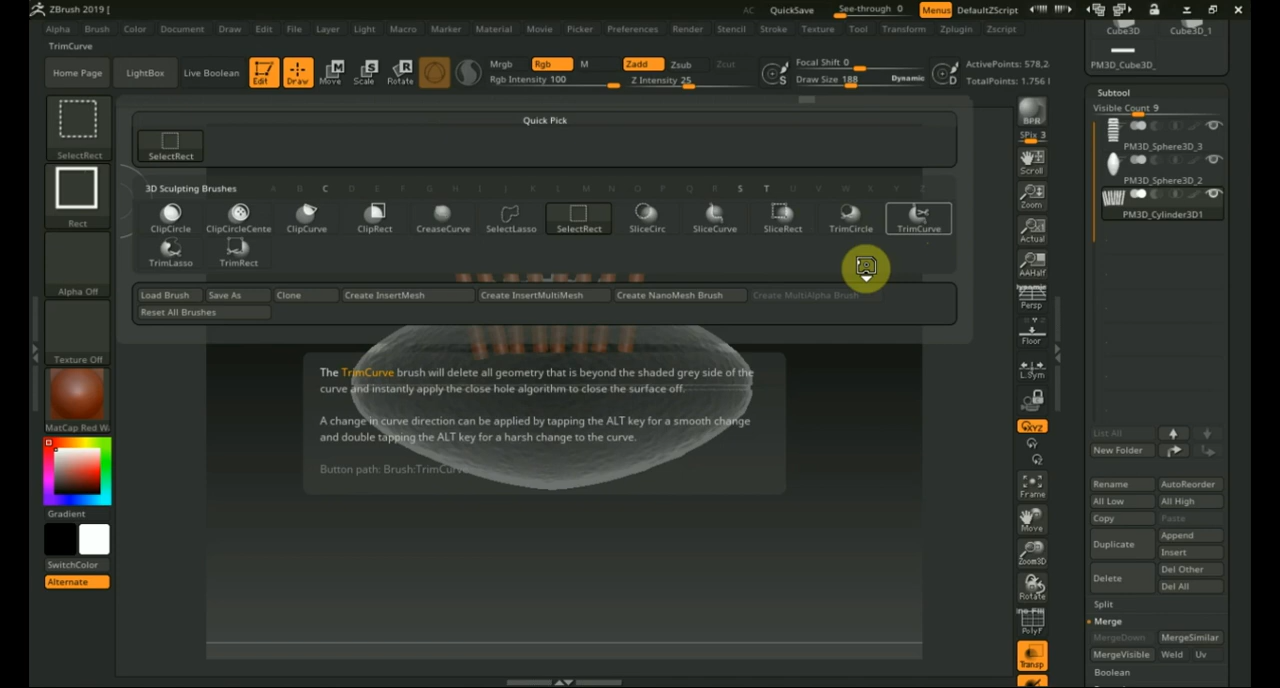 ZBrush 2019 [
AC QuickSave See-through 0 Menus DefaultZScript
Alpha Brush Color Document Draw Edit File Layer Light Macro Marker Material Movie Picker Preferences Render Stencil Stroke Texture Tool Transform Zplugin Zscript
TrimCurve
Home Page LightBox Live Boolean Edit Draw Move Scale Rotate
Mrgb Rgb M Zadd Zsub Zcut
Rgb Intensity 100 Z Intensity 25
S Focal Shift 0
Draw Size 188 Dynamic
D ActivePoints: 578,2
TotalPoints: 1.756
Cube3D Cube3D_1
PM3D_Cube3D_
Subtool
Visible Count 9
PM3D_Sphere3D_3
PM3D_Sphere3D_2
PM3D_Cylinder3D1
List All
New Folder
Rename AutoReorder
All Low All High
Copy Paste
Duplicate Append
Insert
Delete Del Other
Del All
Split
Merge
MergeDown MergeSimilar
MergeVisible Weld Uv
Boolean
SelectRect
Rect
Alpha Off
Texture Off
MatCap Red Wa
Gradient
SwitchColor
Alternate
Quick Pick
SelectRect
3D Sculpting Brushes A B C D E F G H I J K L M N O P Q R S T U V W X Y Z
ClipCircle ClipCircleCente ClipCurve ClipRect CreaseCurve SelectLasso SelectRect SliceCirc SliceCurve SliceRect TrimCircle TrimCurve
TrimLasso TrimRect
Load Brush Save As Clone Create InsertMesh Create InsertMultiMesh Create NanoMesh Brush Create MultiAlpha Brush
Reset All Brushes
The TrimCurve brush will delete all geometry that is beyond the shaded grey side of the
curve and instantly apply the close hole algorithm to close the surface off.
A change in curve direction can be applied by tapping the ALT key for a smooth change
and double tapping the ALT key for a harsh change to the curve.
Button path: Brush:TrimCurve
BPR
SPix 3
Scroll
Zoom
Actual
AAHalf
Dynamic
Persp
Floor
L.Sym
Qxyz
Frame
Move
Zoom3D
Rotate
PolyF
Transp